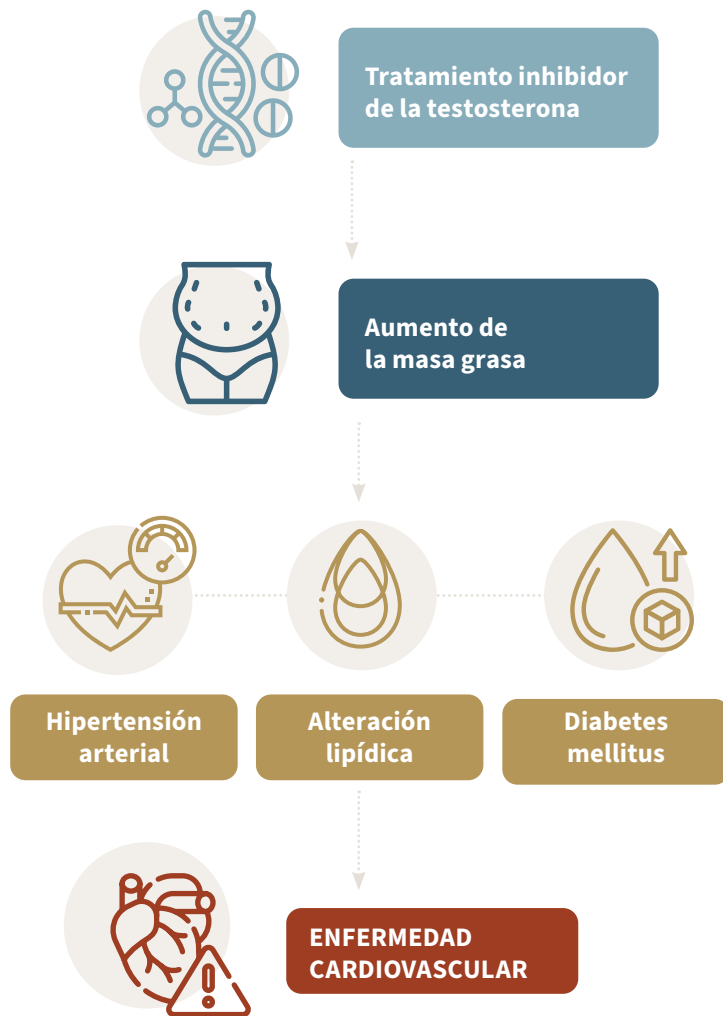 Tratamiento inhibidor
de la testosterona
Aumento de
la masa grasa
Hipertensión
arterial
Alteración
lipídica
Diabetes
mellitus
ENFERMEDAD
CARDIOVASCULAR